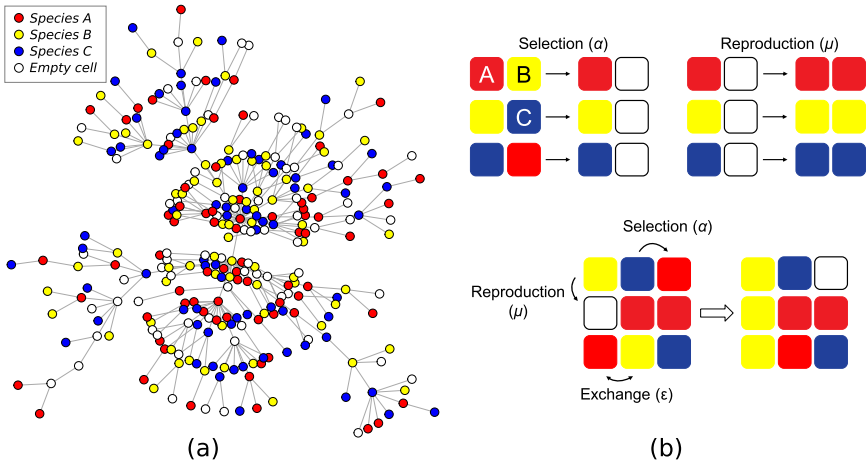 Species A
Species B
Species C
Empty cell
(a)
Selection (α)
Reproduction (μ)
A B
C
Selection (α)
Reproduction
(μ)
Exchange (ε)
(b)